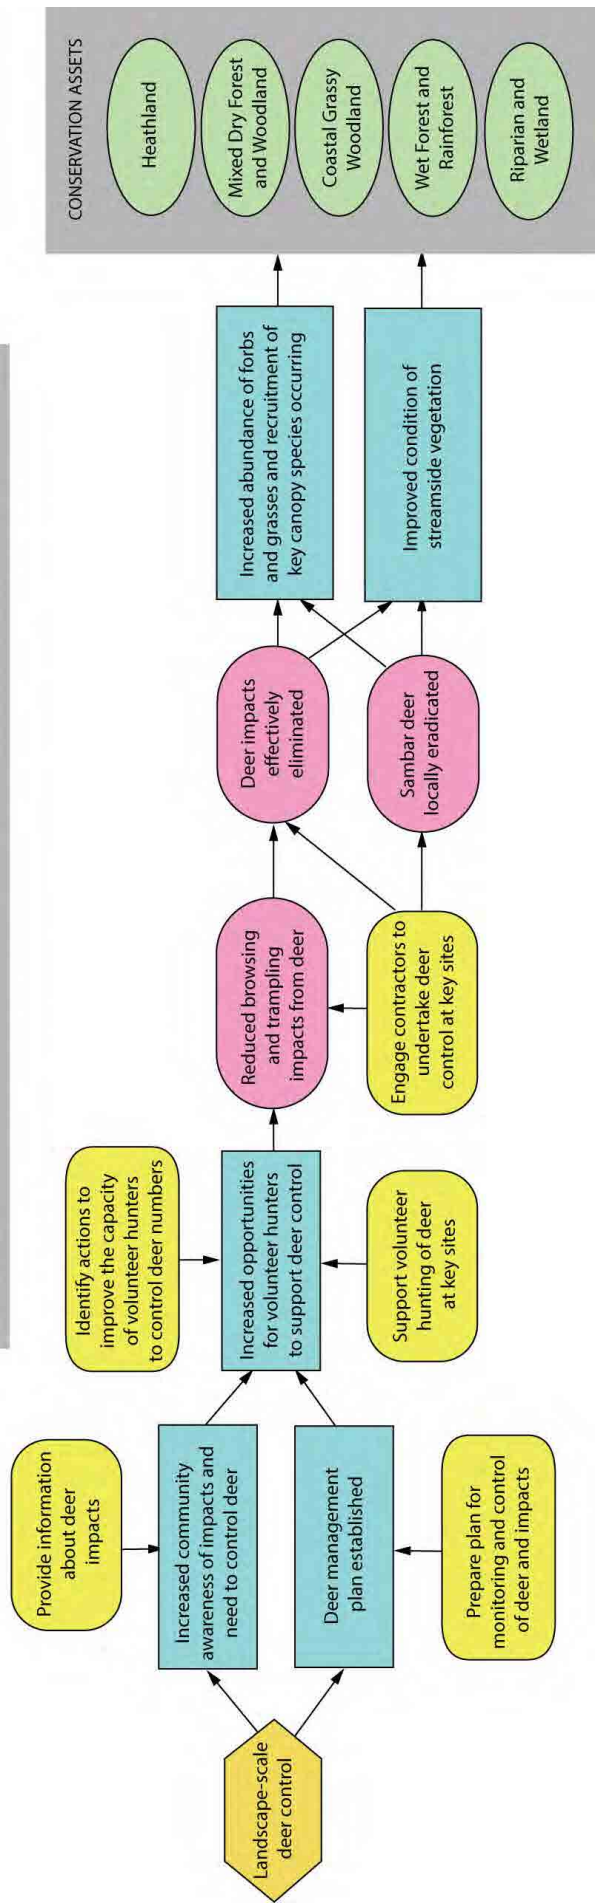 Landscape-scale
deer control
Provide information
about deer
impacts
Increased community
awareness of impacts and
need to control deer
Deer management
plan established
Prepare plan for
monitoring and control
of deer and impacts
Identify actions to
improve the capacity
of volunteer hunters
to control deer numbers
Increased opportunities
for volunteer hunters
to support deer control
Support volunteer
hunting of deer
at key sites
Reduced browsing
and trampling
impacts from deer
Engage contractors to
undertake deer
control at key sites
Deer impacts
effectively
eliminated
Sambar deer
locally eradicated
Increased abundance of forbs
and grasses and recruitment of
key canopy species occurring
Improved condition of
streamside vegetation
CONSERVATION ASSETS
Heathland
Mixed Dry Forest
and Woodland
Coastal Grassy
Woodland
Wet Forest and
Rainforest
Riparian and
Wetland